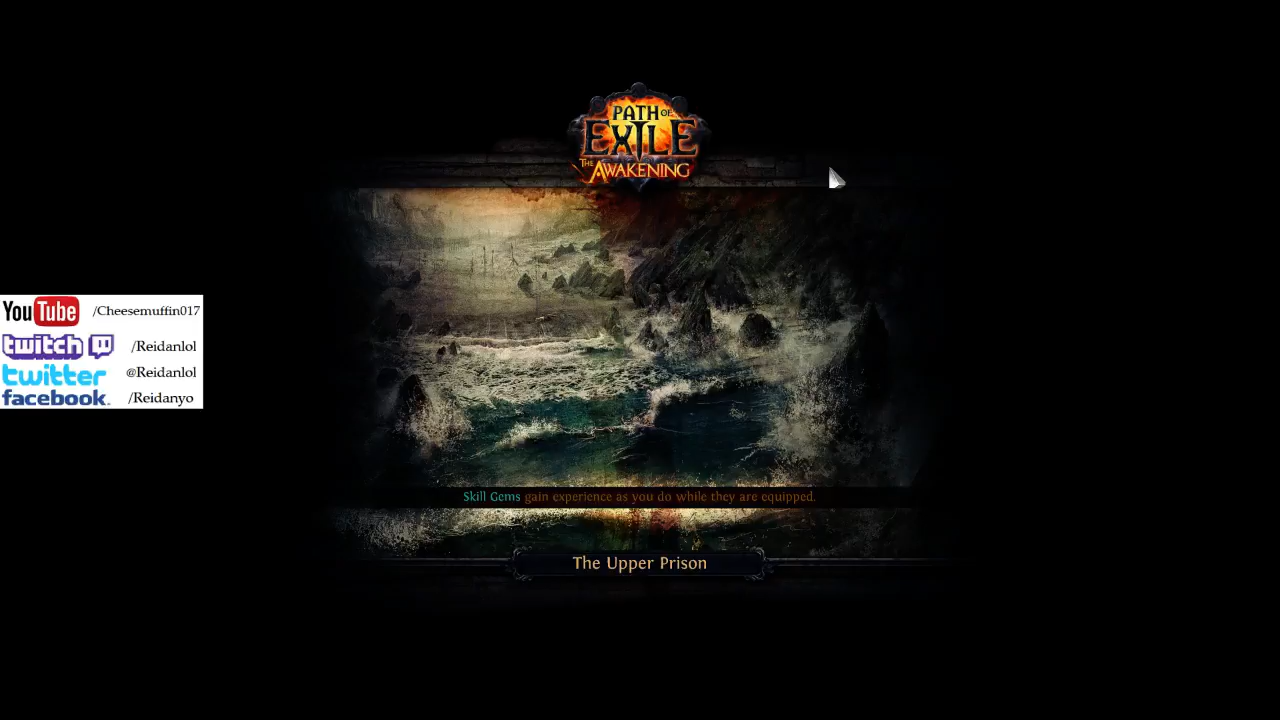 PATH OF
EXILE
THE AWAKENING
YouTube /Cheesemuffin017
twitch /Reidanlol
twitter @Reidanlol
facebook. /Reidanyo
Skill Gems gain experience as you do while they are equipped.
The Upper Prison